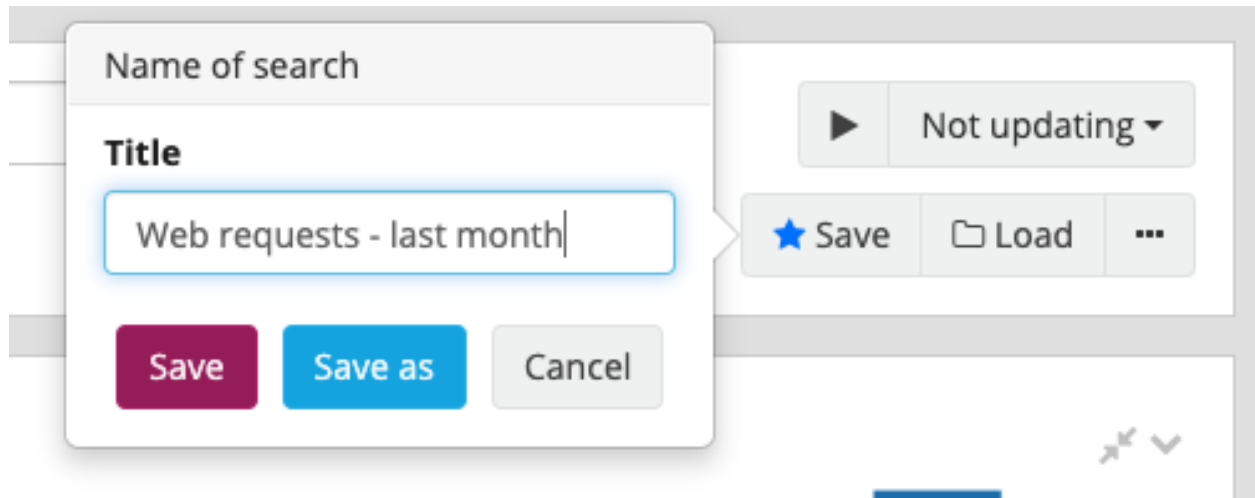 Name of search
Title
Web requests - last month
Save
Save as
Cancel
Not updating
Save
Load